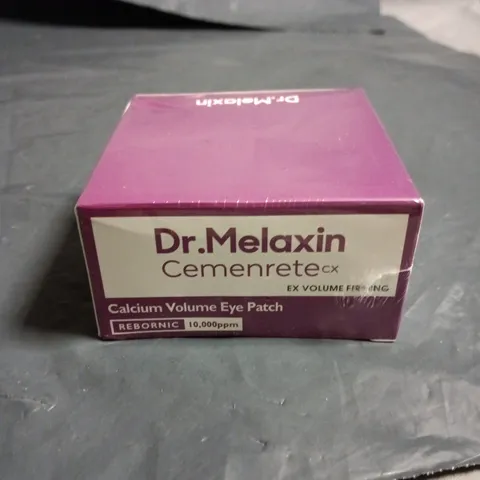 Dr.Melaxin
Dr.Melaxin
Cemenrete CX
EX VOLUME FIRMING
Calcium Volume Eye Patch
REBORNIC 10,000ppm